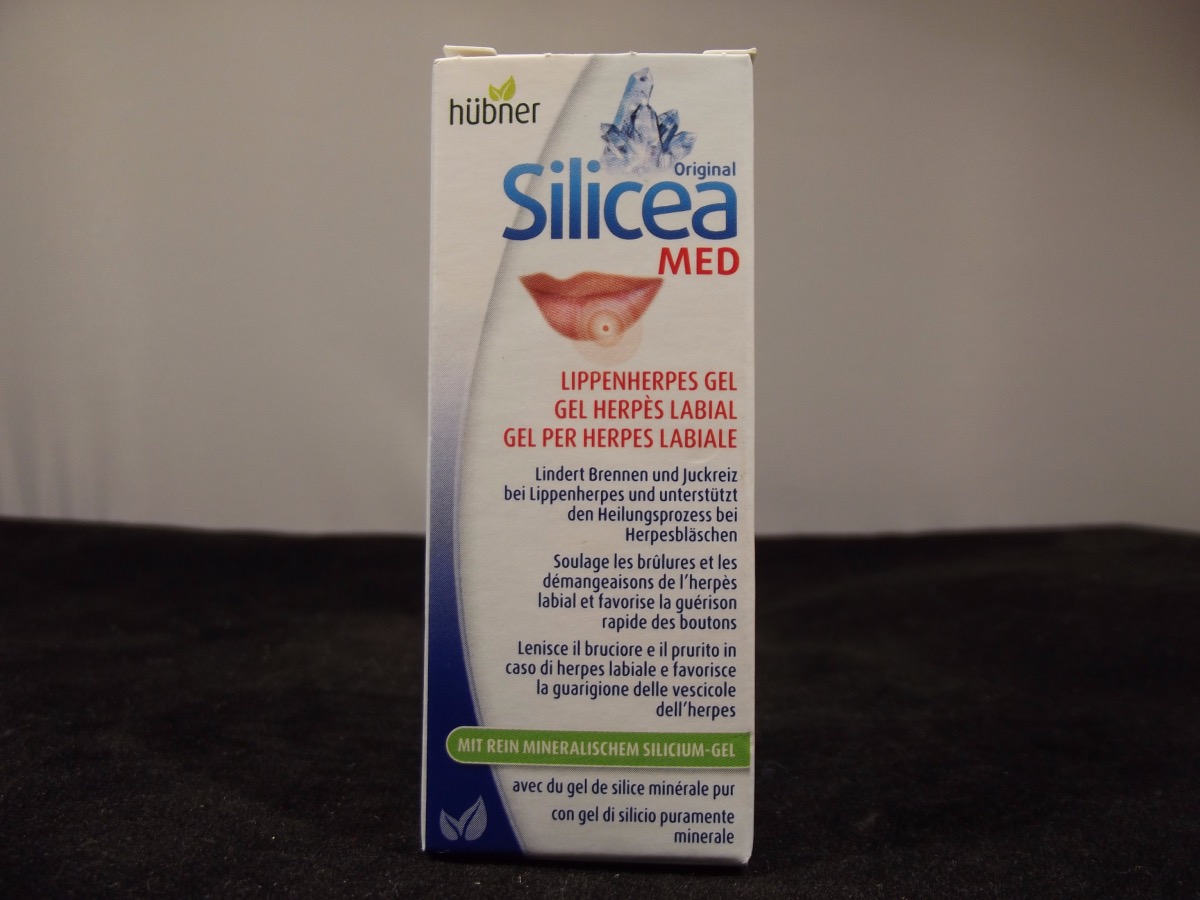 hübner
Original
Silicea
MED
LIPPENHERPES GEL
GEL HERPÈS LABIAL
GEL PER HERPES LABIALE
Lindert Brennen und Juckreiz
bei Lippenherpes und unterstützt
den Heilungsprozess bei
Herpesbläschen
Soulage les brûlures et les
démangeaisons de l'herpès
labial et favorise la guérison
rapide des boutons
Lenisce il bruciore e il prurito in
caso di herpes labiale e favorisce
la guarigione delle vescicole
dell'herpes
MIT REIN MINERALISCHEM SILICIUM-GEL
avec du gel de silice minérale pur
con gel di silicio puramente
minerale